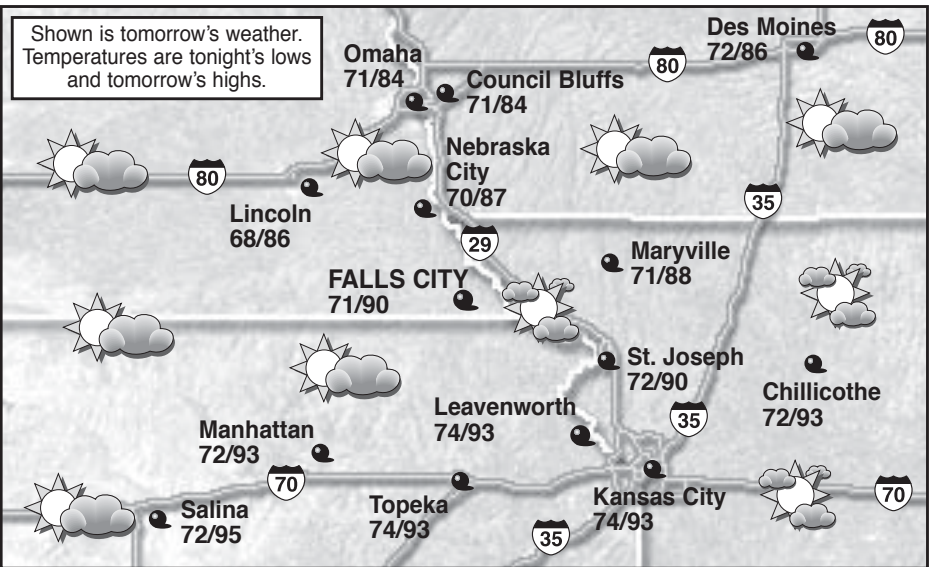 Shown is tomorrow's weather.
Temperatures are tonight's lows
and tomorrow's highs.
Des Moines
72/86
80
Omaha
71/84
80
Council Bluffs
71/84
Nebraska
City
70/87
80
Lincoln
68/86
35
29
Maryville
71/88
FALLS CITY
71/90
St. Joseph
72/90
Chillicothe
72/93
Leavenworth
74/93
35
Manhattan
72/93
70
Salina
72/95
Topeka
74/93
Kansas City
74/93
70
35